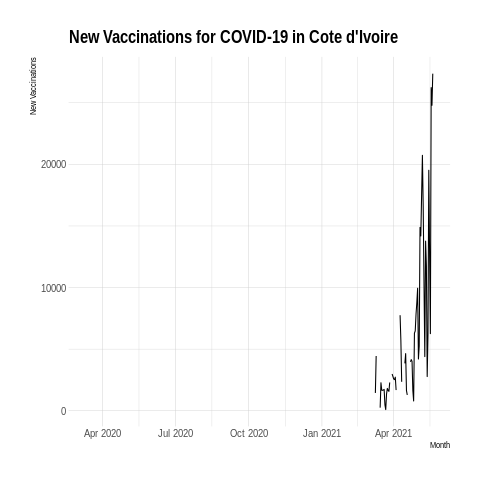 New Vaccinations for COVID-19 in Cote d'Ivoire
New Vaccinations
20000
10000
0
Apr 2020 Jul 2020 Oct 2020 Jan 2021 Apr 2021
Month